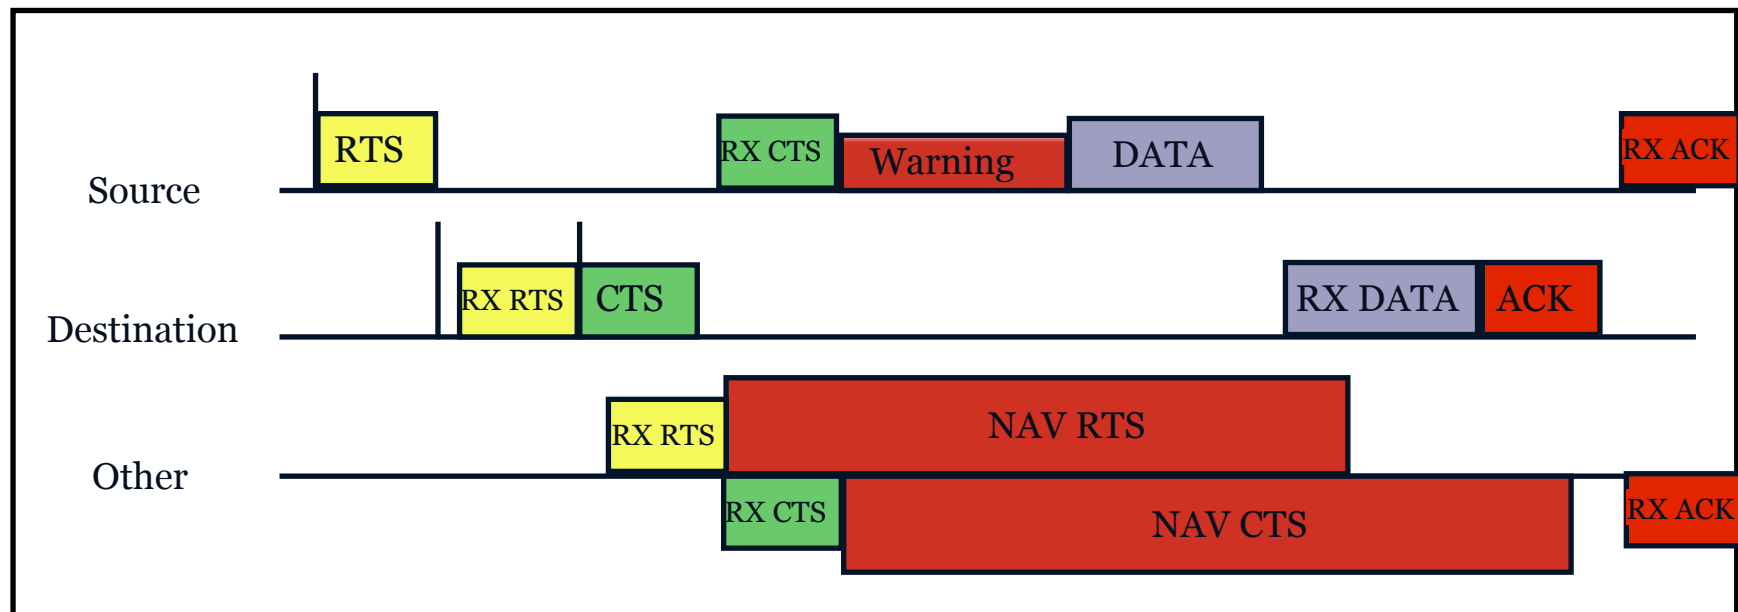 RTS
RX CTS
Warning
DATA
RX ACK
Source
RX RTS
CTS
RX DATA
ACK
Destination
RX RTS
NAV RTS
Other
RX CTS
NAV CTS
RX ACK